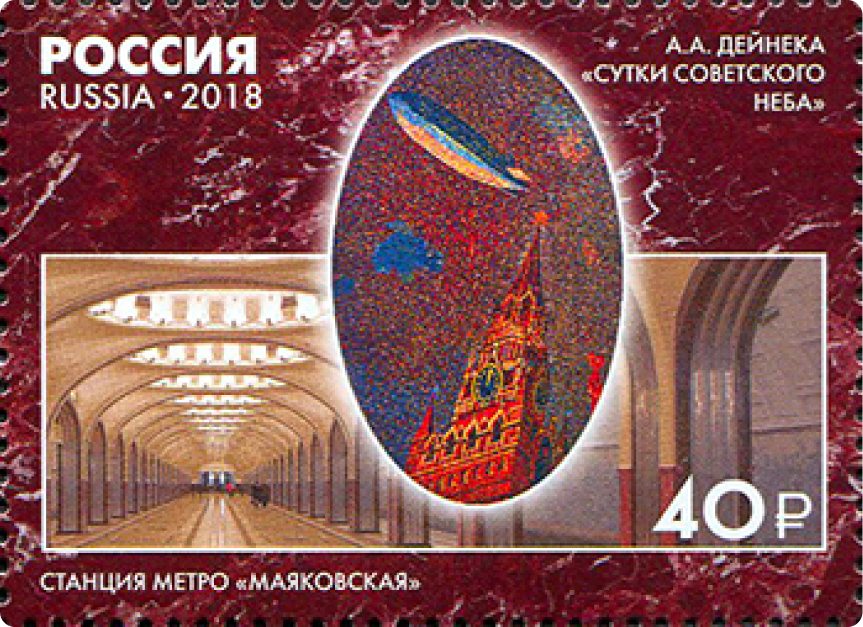 РОССИЯ
RUSSIA • 2018
А.А. ДЕЙНЕКА
«СУТКИ СОВЕТСКОГО
НЕБА»
40 ₽
СТАНЦИЯ МЕТРО «МАЯКОВСКАЯ»